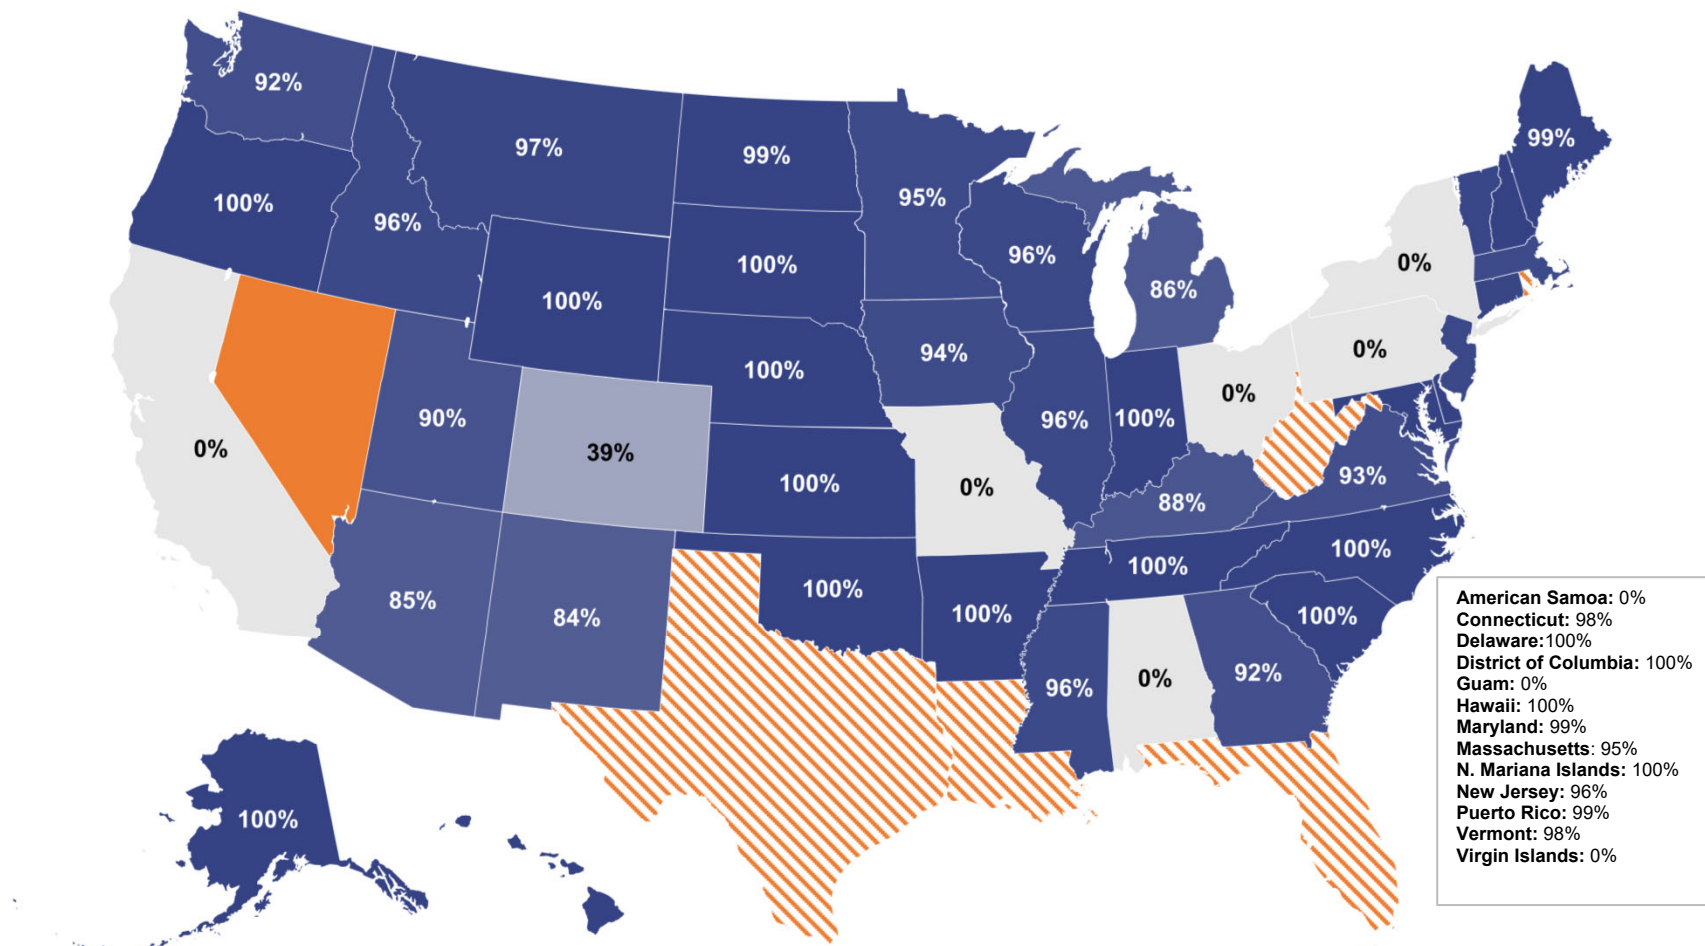 92%
97%
99%
99%
100%
96%
95%
100%
96%
0%
86%
100%
100%
94%
0%
90%
39%
0%
100%
0%
96%
100%
0%
100%
88%
93%
85%
84%
100%
100%
100%
100%
100%
96%
0%
92%
100%
American Samoa: 0%
Connecticut: 98%
Delaware:100%
District of Columbia: 100%
Guam: 0%
Hawaii: 100%
Maryland: 99%
Massachusetts: 95%
N. Mariana Islands: 100%
New Jersey: 96%
Puerto Rico: 99%
Vermont: 98%
Virgin Islands: 0%